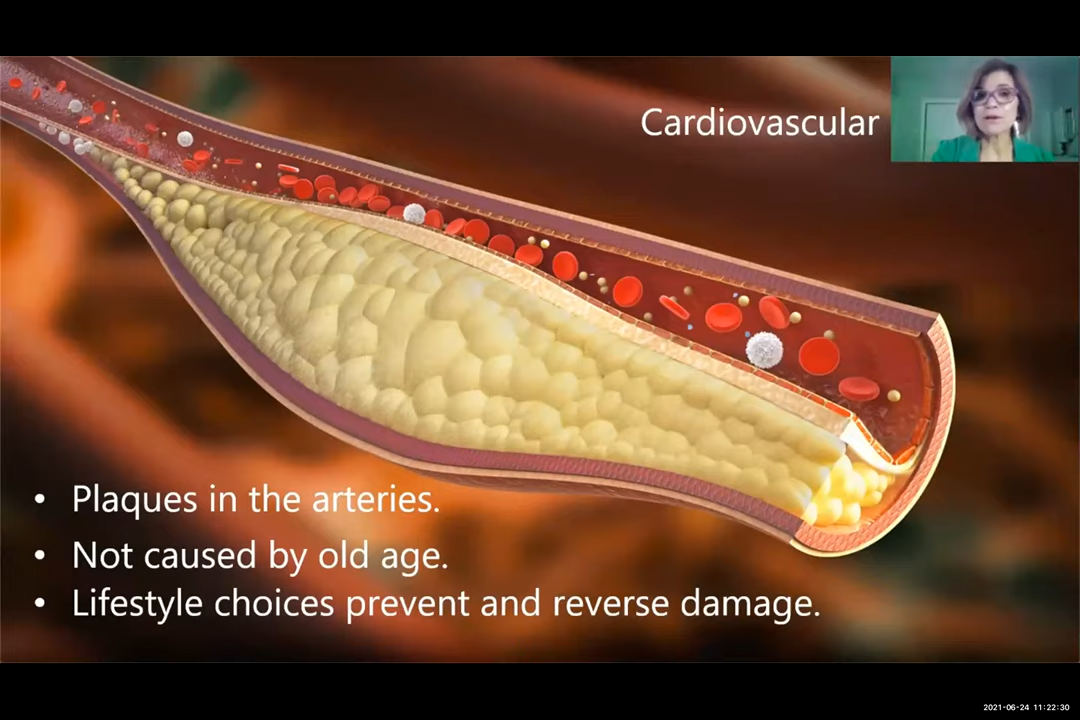 Cardiovascular
• Plaques in the arteries.
• Not caused by old age.
• Lifestyle choices prevent and reverse damage.
2021-06-24 11:22:30